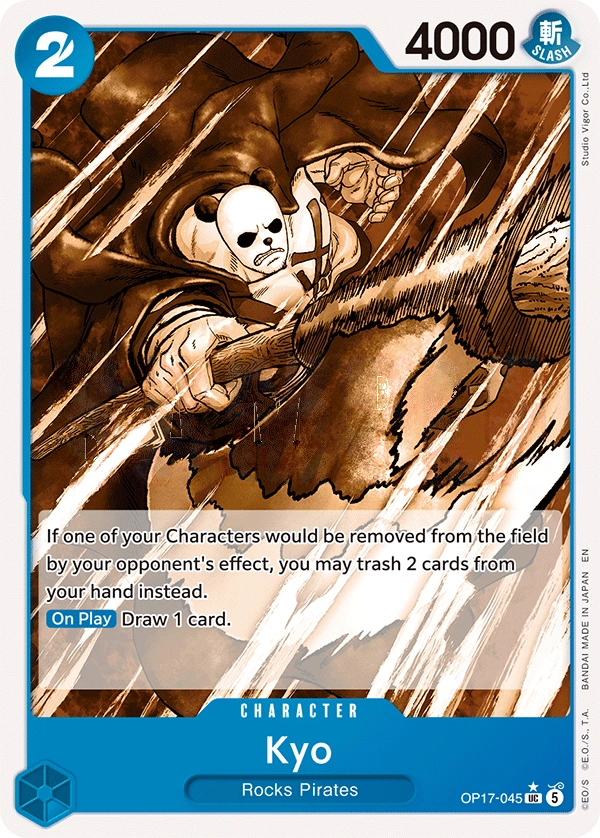 2
4000
斬
SLASH
Studio Vigor Co.,Ltd
If one of your Characters would be removed from the field
by your opponent's effect, you may trash 2 cards from
your hand instead.
On Play Draw 1 card.
CHARACTER
Kyo
Rocks Pirates
OP17-045 UC 5
©EO/S ©E.O./S., T.A. BANDAI MADE IN JAPAN EN